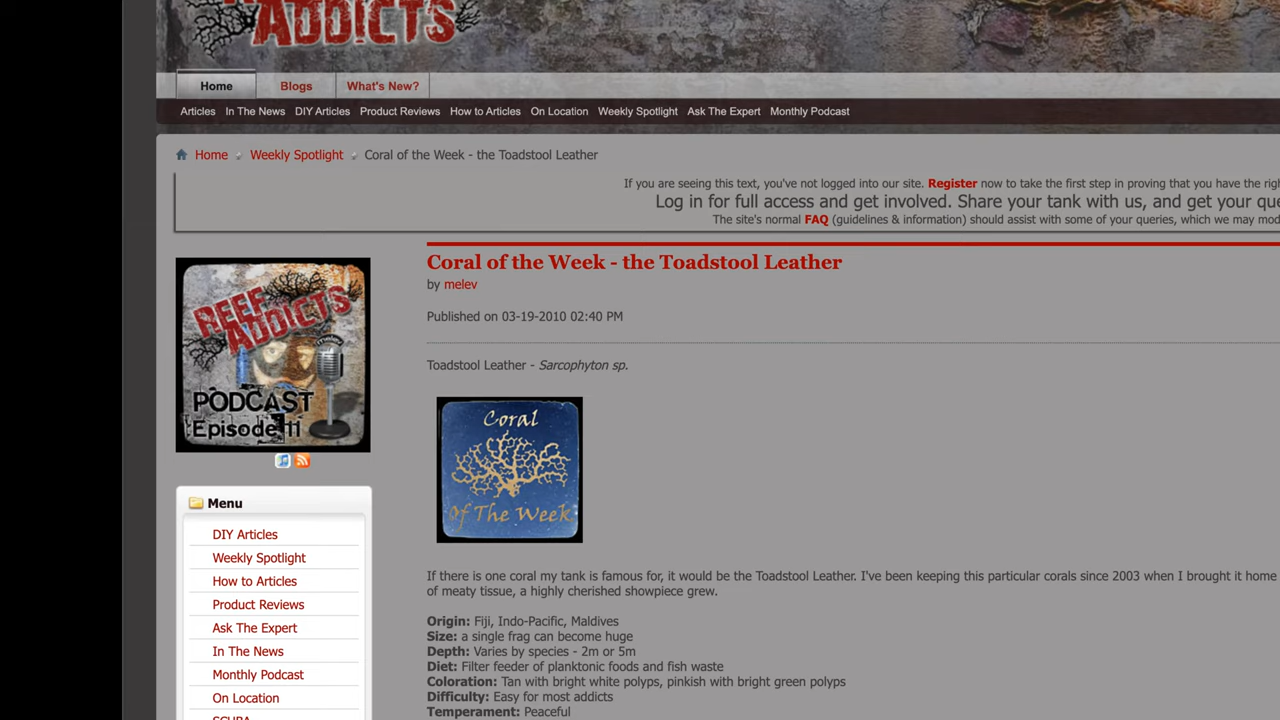 ADDICTS
Home Blogs What's New?
Articles In The News DIY Articles Product Reviews How to Articles On Location Weekly Spotlight Ask The Expert Monthly Podcast
Home Weekly Spotlight Coral of the Week - the Toadstool Leather
If you are seeing this text, you've not logged into our site. Register now to take the first step in proving that you have the
Log in for full access and get involved. Share your tank with us, and get your
The site's normal FAQ (guidelines & information) should assist with some of your queries, which we may
Coral of the Week - the Toadstool Leather
by melev
Published on 03-19-2010 02:40 PM
Toadstool Leather - Sarcophyton sp.
REEF
ADDICTS
PODCAST
Episode 11
Coral
Of The Week
Menu
DIY Articles
Weekly Spotlight
How to Articles
Product Reviews
Ask The Expert
In The News
Monthly Podcast
On Location
SCUBA
If there is one coral my tank is famous for, it would be the Toadstool Leather. I've been keeping this particular corals since 2003 when I brought it home
of meaty tissue, a highly cherished showpiece grew.
Origin: Fiji, Indo-Pacific, Maldives
Size: a single frag can become huge
Depth: Varies by species - 2m or 5m
Diet: Filter feeder of planktonic foods and fish waste
Coloration: Tan with bright white polyps, pinkish with bright green polyps
Difficulty: Easy for most addicts
Temperament: Peaceful